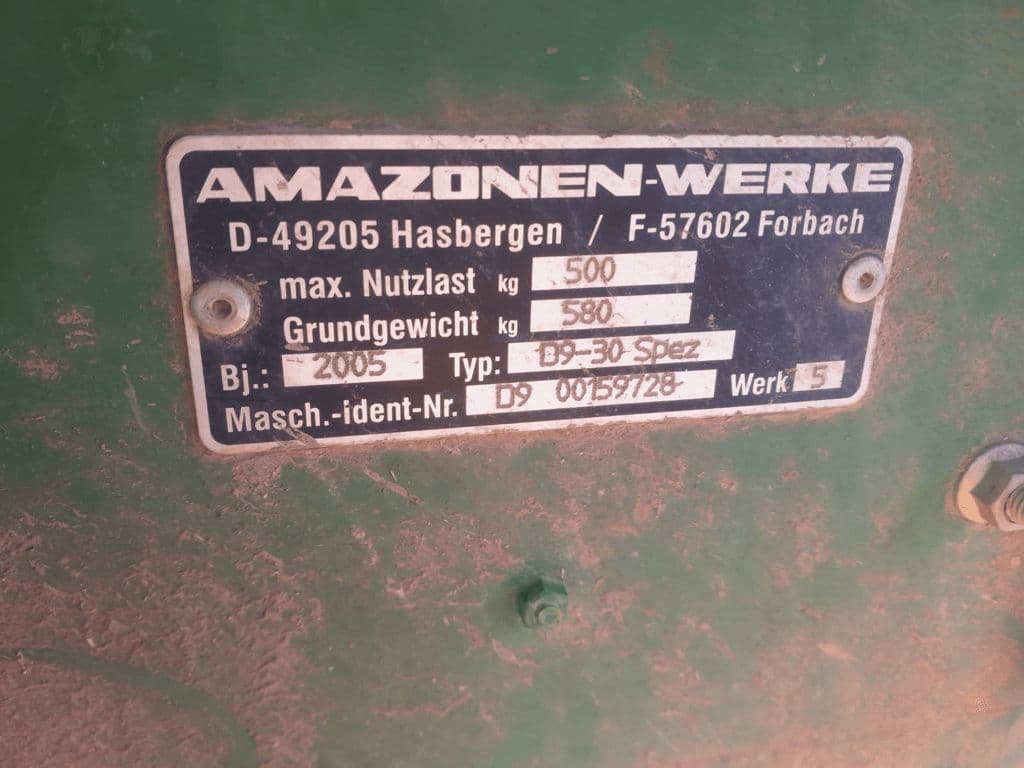 AMAZONEN-WERKE
D-49205 Hasbergen / F-57602 Forbach
max. Nutzlast kg 500
Grundgewicht kg 580
Bj.: 2005 Typ: D9-30 Spez
Masch.-ident-Nr. D9 00159728 Werk 5